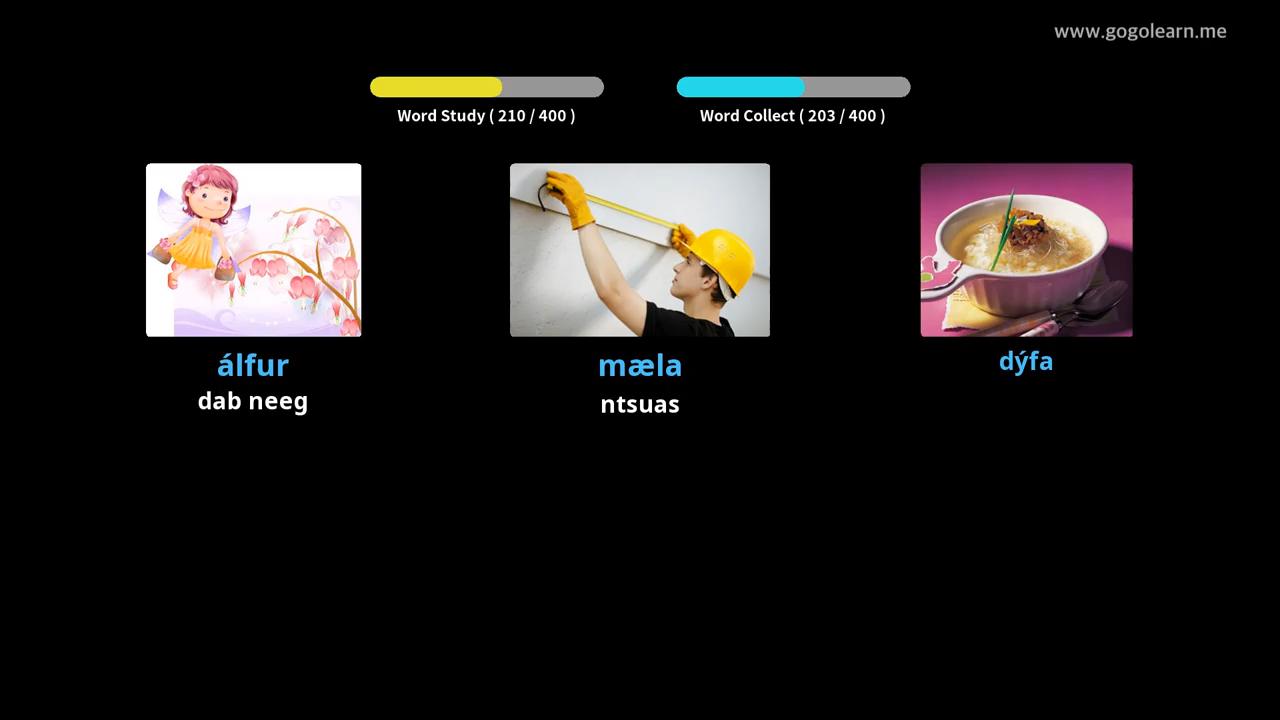 www.gogolearn.me
Word Study ( 210 / 400 )
Word Collect ( 203 / 400 )
álfur
dab neeg
mæla
ntsuas
dýfa